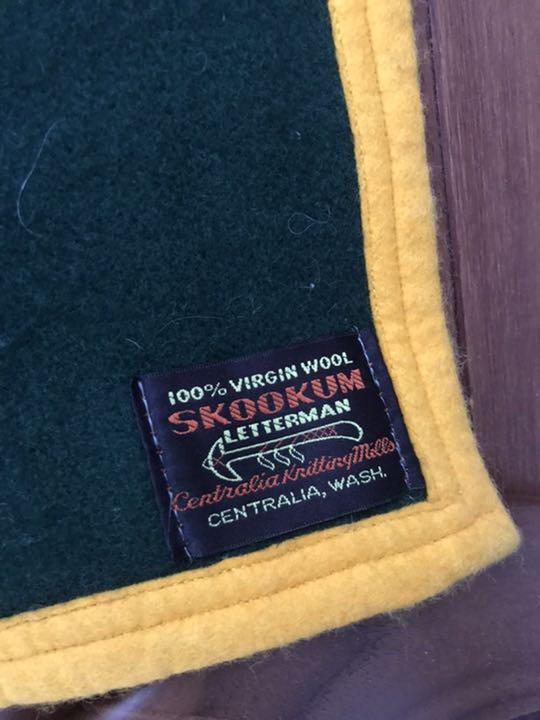 100% VIRGIN WOOL
SKOOKUM
LETTERMAN
Centralia Knitting Mills
CENTRALIA, WASH.